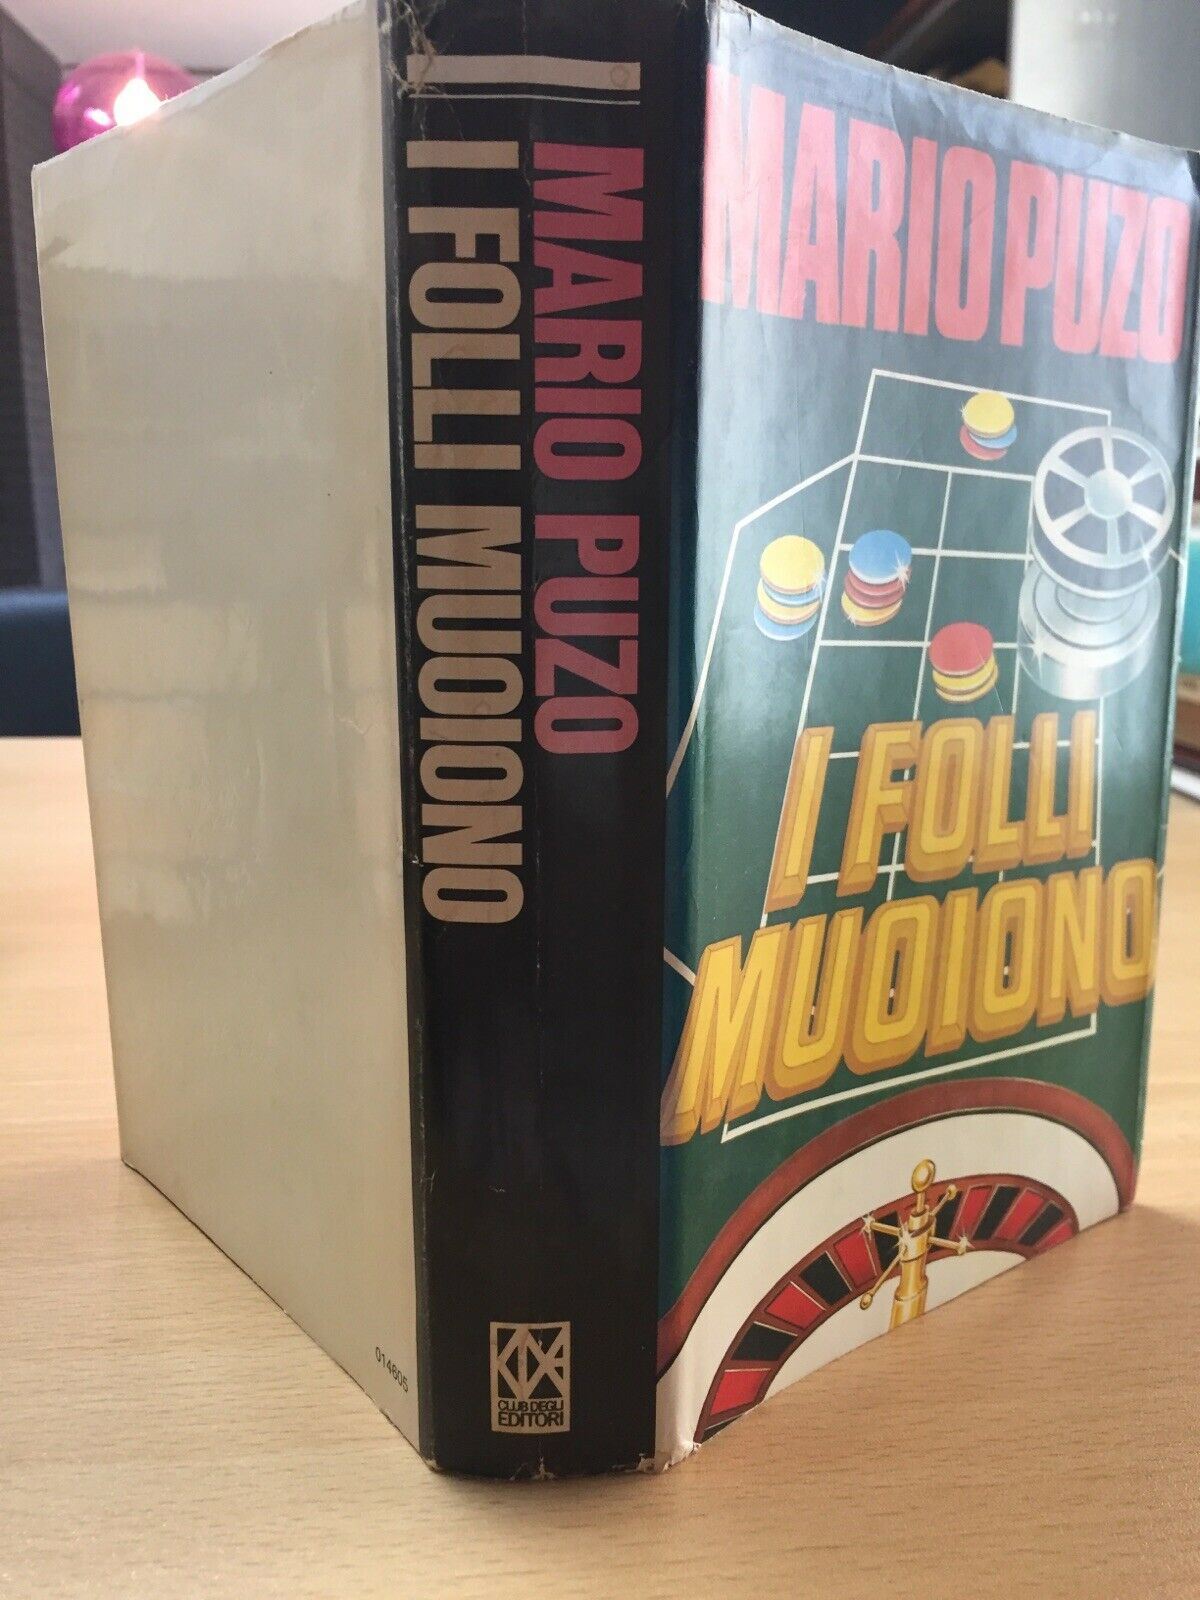 MARIO PUZO
I FOLLI MUOIONO
CLUB DEGLI
EDITORI
014605
MARIO PUZO
I FOLLI
MUOIONO